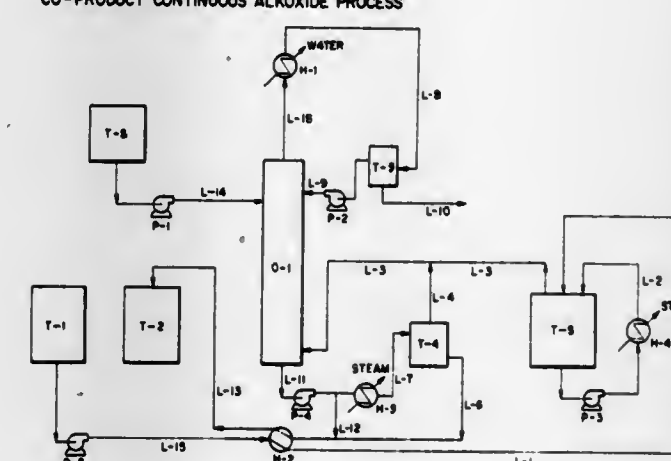 CO-PRODUCT CONTINUOUS ALKOXIDE PROCESS
WATER
H-1
L-8
L-16
T-8
T-9
L-14
L-9
P-1
P-2
L-10
D-1
L-3
L-3
L-2
L-4
T-1
T-2
T-4
T-5
H-4
STEAM
L-11
L-7
L-13
P-4
H-3
L-6
P-3
L-12
L-15
H-2